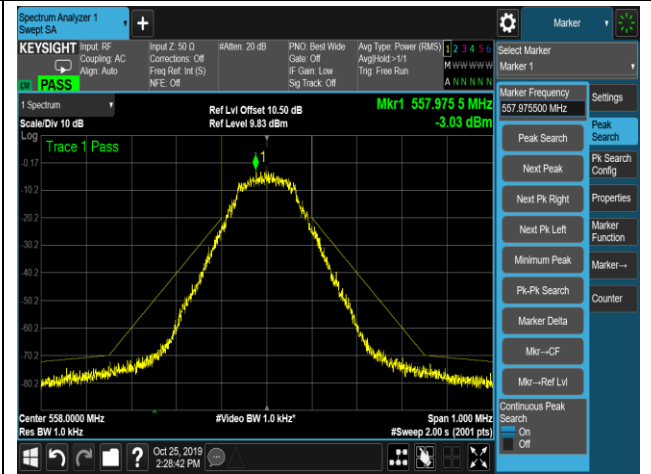 Spectrum Analyzer 1
Swept SA
Marker
KEYSIGHT
PASS
Input: RF
Coupling: AC
Align: Auto
Input Z: 50 Ω
Corrections: Off
Freq Ref: Int (S)
NFE: Off
#Atten: 20 dB
PNO: Best Wide
Gate: Off
IF Gain: Low
Sig Track: Off
Avg Type: Power (RMS)
Avg|Hold:>1/1
Trig: Free Run
1 2 3 4 5 6
M W W W W W
A N N N N N
Select Marker
Marker 1
1 Spectrum
Scale/Div 10 dB
Ref Lvl Offset 10.50 dB
Ref Level 9.83 dBm
Mkr1 557.975 5 MHz
-3.03 dBm
Log
Trace 1 Pass
1
-0.17
-10.2
-20.2
-30.2
-40.2
-50.2
-60.2
-70.2
-80.2
Center 558.0000 MHz
Res BW 1.0 kHz
#Video BW 1.0 kHz*
Span 1.000 MHz
#Sweep 2.00 s (2001 pts)
Marker Frequency
557.975500 MHz
Peak Search
Next Peak
Next Pk Right
Next Pk Left
Minimum Peak
Pk-Pk Search
Marker Delta
Mkr→CF
Mkr→Ref Lvl
Continuous Peak
Search
On
Off
Settings
Peak
Search
Pk Search
Config
Properties
Marker
Function
Marker→
Counter
?
Oct 25, 2019
2:28:42 PM